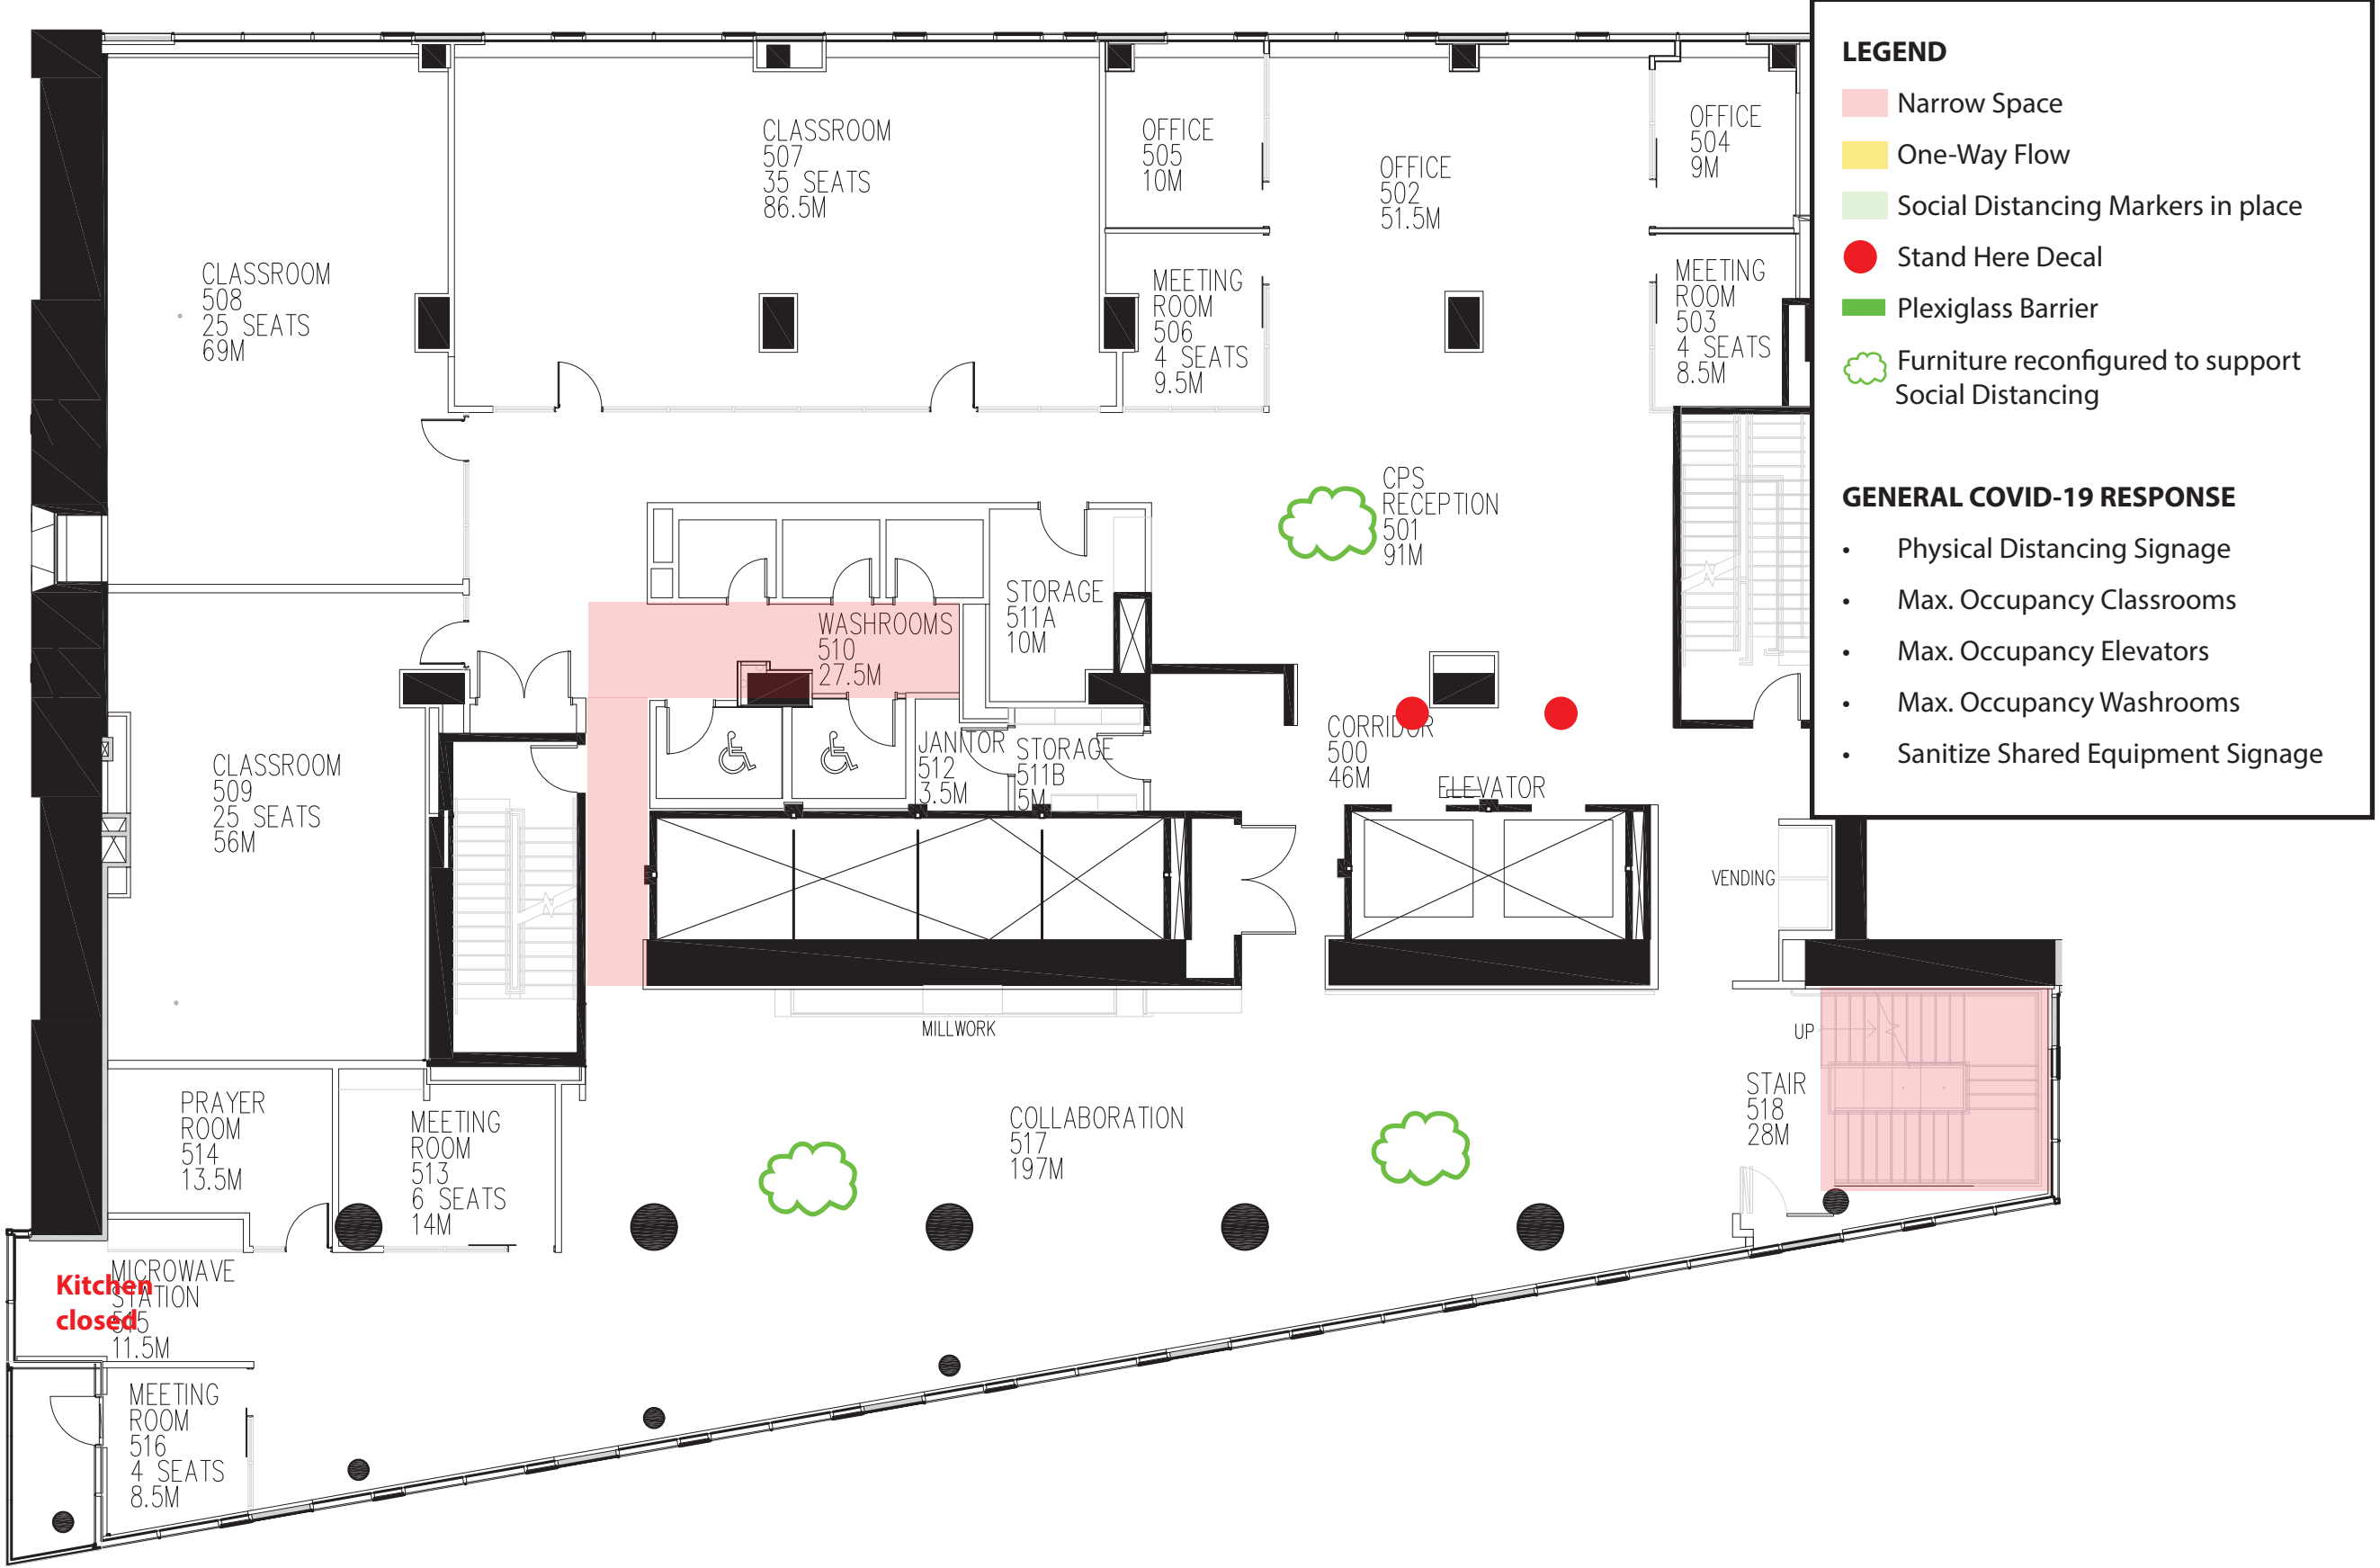 CLASSROOM
508
25 SEATS
69M
CLASSROOM
507
35 SEATS
86.5M
OFFICE
505
10M
OFFICE
502
51.5M
OFFICE
504
9M
MEETING
ROOM
506
4 SEATS
9.5M
MEETING
ROOM
503
4 SEATS
8.5M
CPS
RECEPTION
501
91M
WASHROOMS
510
27.5M
STORAGE
511A
10M
JANITOR
512
3.5M
STORAGE
511B
5M
CORRIDOR
500
46M
ELEVATOR
VENDING
CLASSROOM
509
25 SEATS
56M
MILLWORK
UP
STAIR
518
28M
PRAYER
ROOM
514
13.5M
MEETING
ROOM
513
6 SEATS
14M
COLLABORATION
517
197M
MICROWAVE
STATION
515
11.5M
Kitchen
closed
MEETING
ROOM
516
4 SEATS
8.5M
LEGEND
Narrow Space
One-Way Flow
Social Distancing Markers in place
Stand Here Decal
Plexiglass Barrier
Furniture reconfigured to support
Social Distancing
GENERAL COVID-19 RESPONSE
• Physical Distancing Signage
• Max. Occupancy Classrooms
• Max. Occupancy Elevators
• Max. Occupancy Washrooms
• Sanitize Shared Equipment Signage